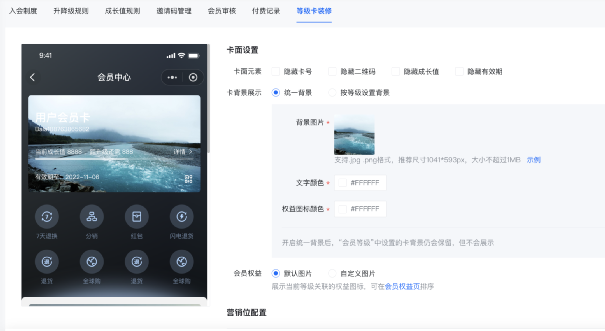 入会制度 升降级规则 成长值规则 邀请码管理 会员审核 付费记录 等级卡装修
卡面设置
9:41
会员中心
卡面元素 隐藏卡号 隐藏二维码 隐藏成长值 隐藏有效期
卡背景展示 统一背景 按等级设置背景
用户会员卡
背景图片
当前成长值 8888
详情
支持.jpg .png格式，推荐尺寸1041*593px，大小不超过1MB 示例
有效期至：2022-11-08
文字颜色 #FFFFFF
权益图标颜色 #FFFFFF
7天退换 分销 红包 闪电退货
开启统一背景后，“会员等级”中设置的卡背景仍会保留，但不会展示
会员权益 默认图片 自定义图片
退货 全球购 退货 全球购
展示当前等级关联的权益图标，可在会员权益页排序
营销位配置